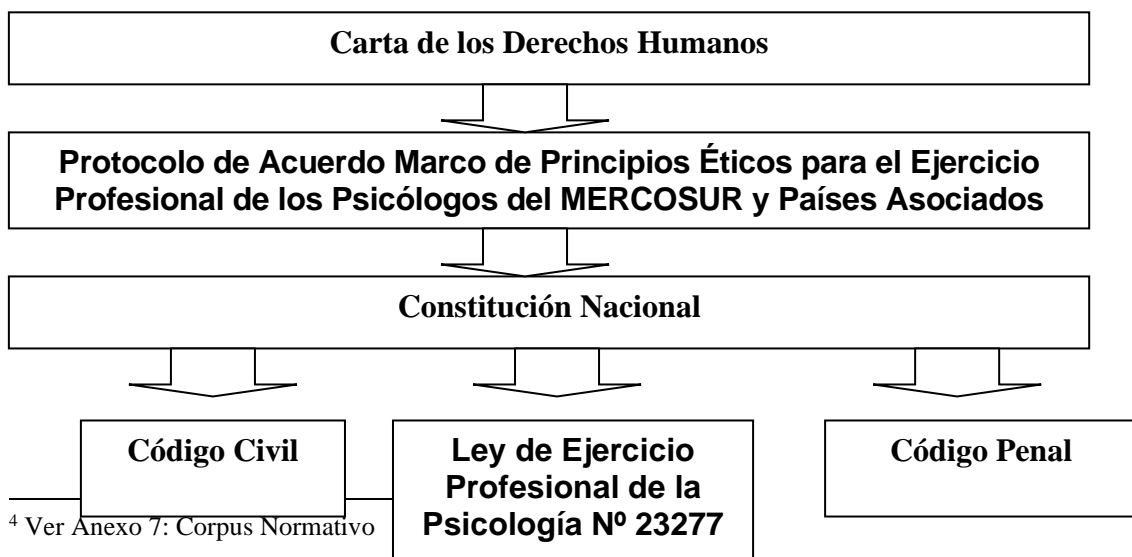 Carta de los Derechos Humanos
Protocolo de Acuerdo Marco de Principios Éticos para el Ejercicio
Profesional de los Psicólogos del MERCOSUR y Países Asociados
Constitución Nacional
Código Civil
Ley de Ejercicio
Profesional de la
Psicología Nº 23277
Código Penal
4 Ver Anexo 7: Corpus Normativo